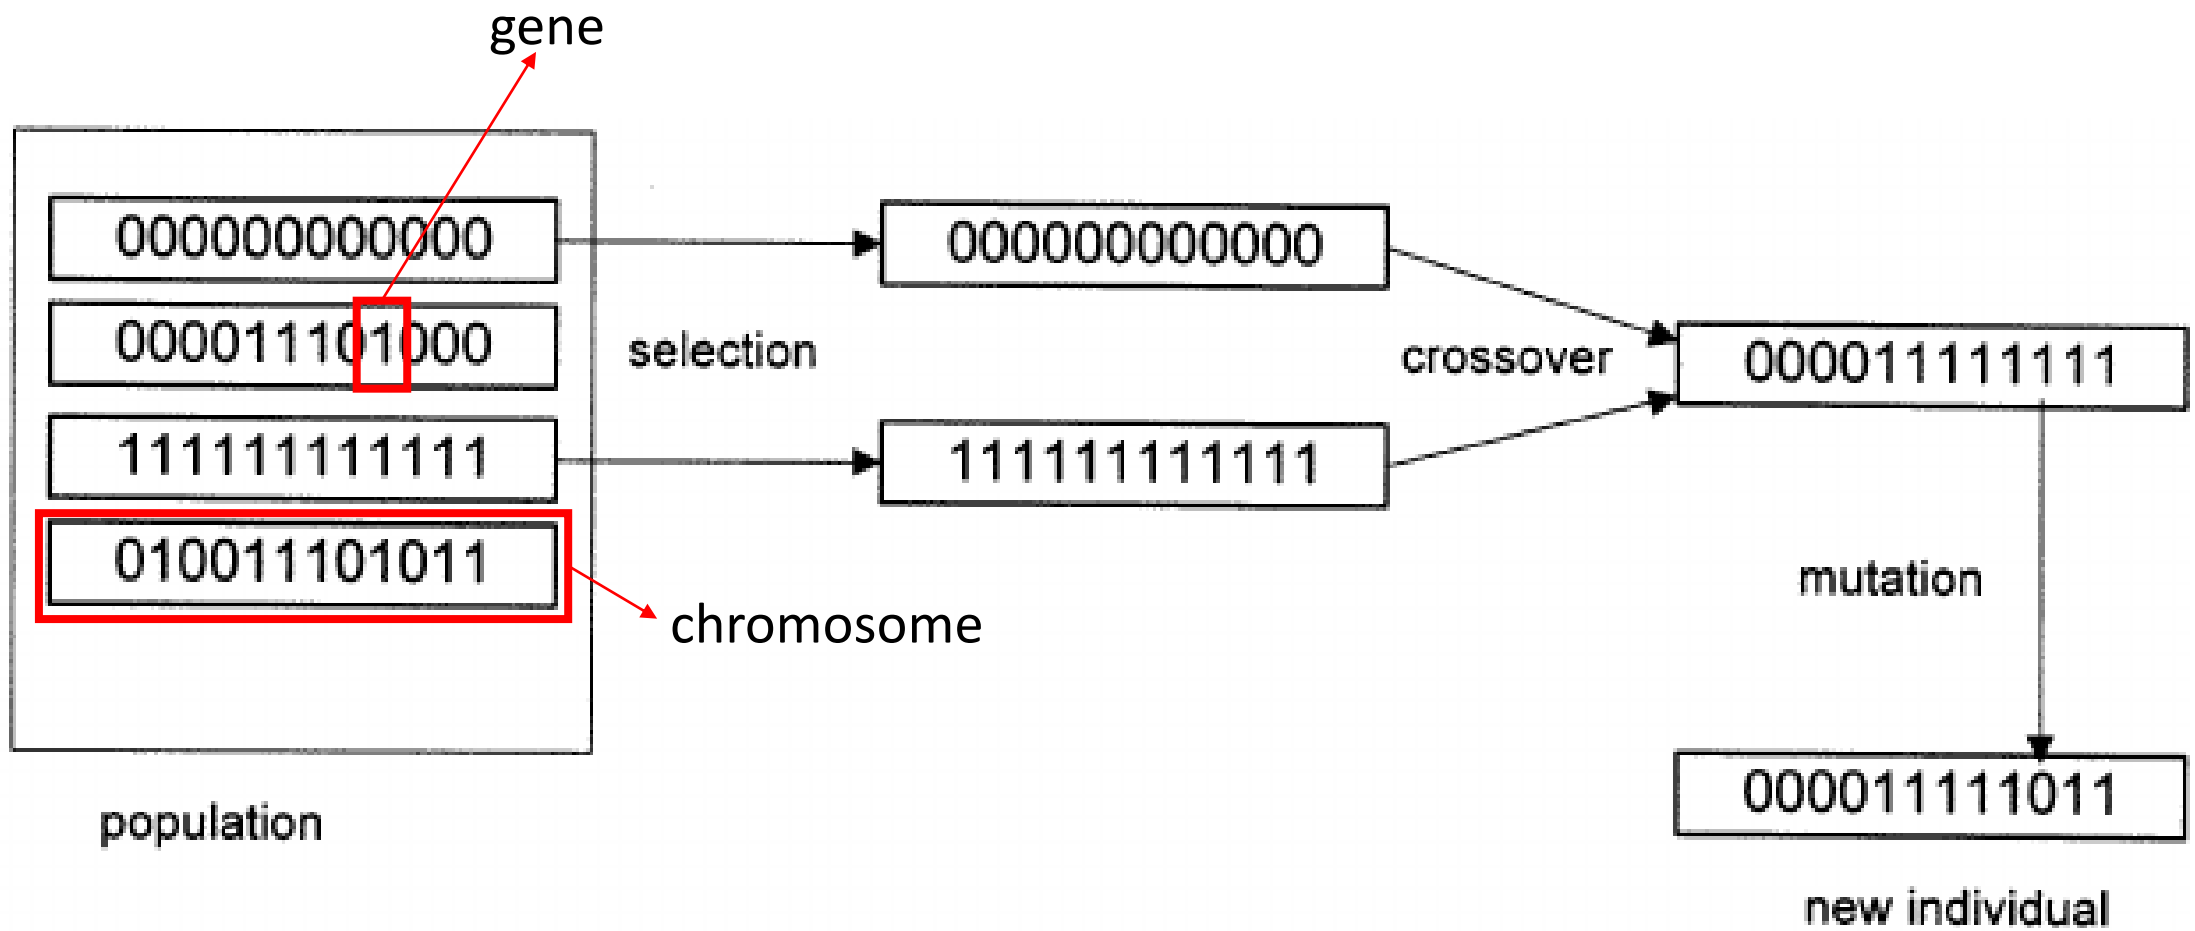 gene
000000000000
000011101000
111111111111
010011101011
population
selection
chromosome
000000000000
111111111111
crossover
000011111111
mutation
000011111011
new individual